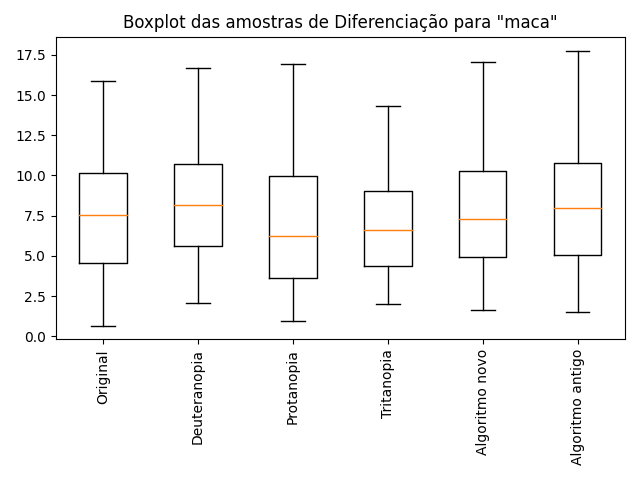 Boxplot das amostras de Diferenciação para "maca"
17.5
15.0
12.5
10.0
7.5
5.0
2.5
0.0
Original
Deuteranopia
Protanopia
Tritanopia
Algoritmo novo
Algoritmo antigo